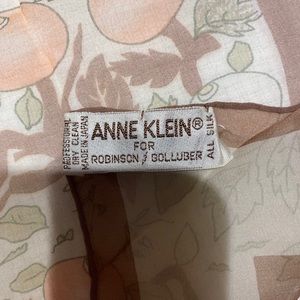 PROFESSIONAL
DRY CLEAN
MADE IN JAPAN
ANNE KLEIN®
FOR
ROBINSON / GOLLUBER
ALL SILK